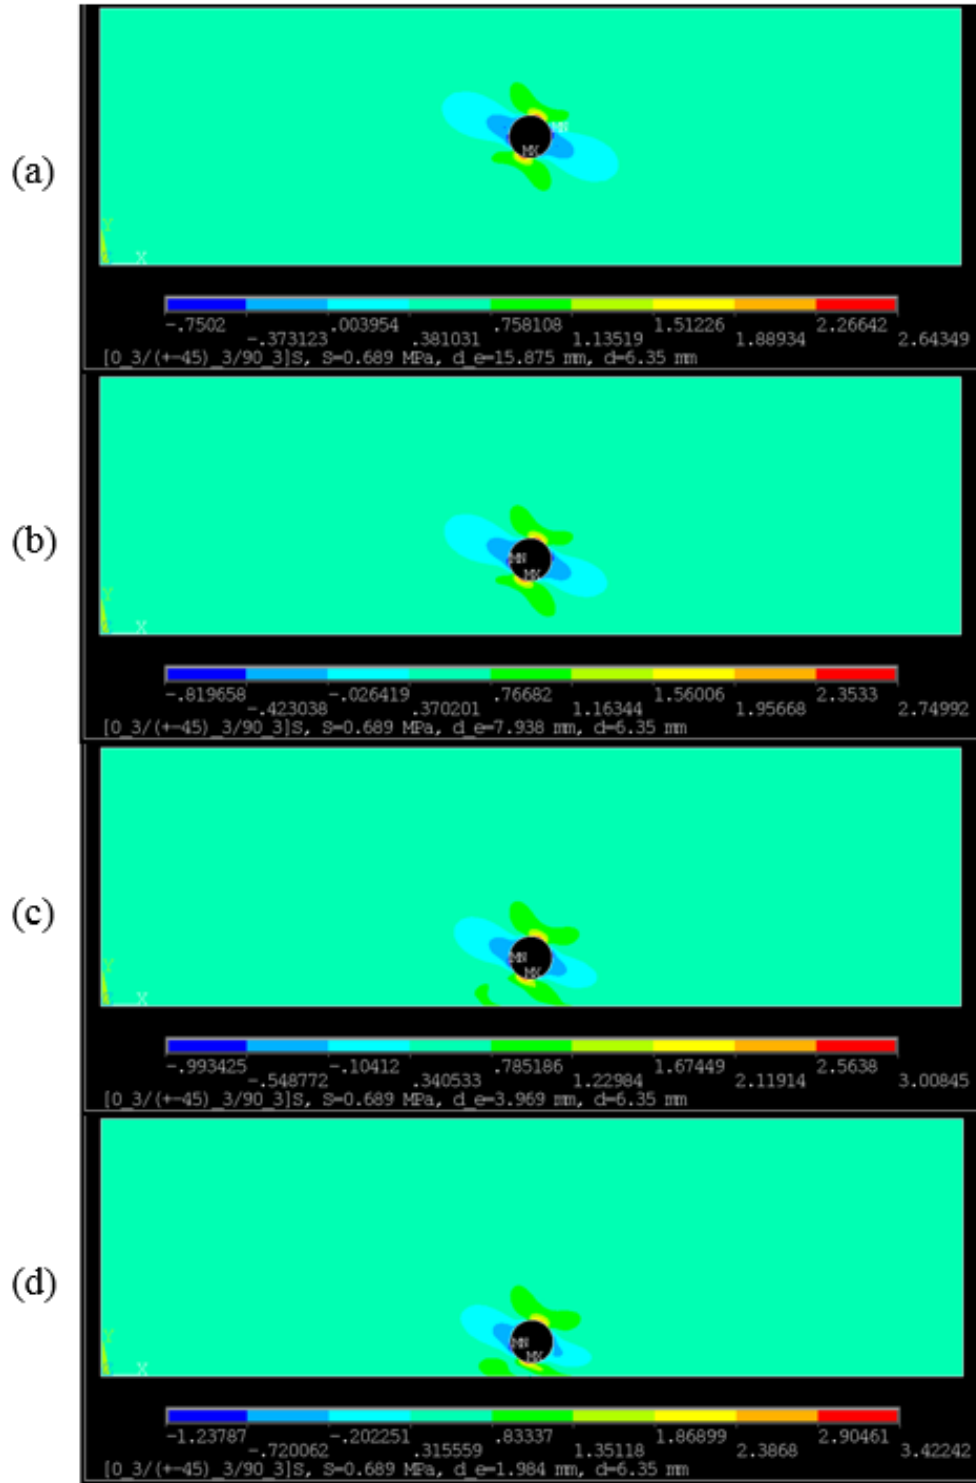 (a)
MN
MX
Y
Z X
-.7502 .003954 .758108 1.51226 2.26642
-.373123 .381031 1.13519 1.88934 2.64349
[0_3/(+-45)_3/90_3]S, S=0.689 MPa, d_e=15.875 mm, d=6.35 mm
(b)
MN
MX
Y
Z X
-.819658 -.026419 .76682 1.56006 2.3533
-.423038 .370201 1.16344 1.95668 2.74992
[0_3/(+-45)_3/90_3]S, S=0.689 MPa, d_e=7.938 mm, d=6.35 mm
(c)
MN
MX
Y
Z X
-.993425 -.10412 .785186 1.67449 2.5638
-.548772 .340533 1.22984 2.11914 3.00845
[0_3/(+-45)_3/90_3]S, S=0.689 MPa, d_e=3.969 mm, d=6.35 mm
(d)
MN
MX
Y
Z X
-1.23787 -.202251 .83337 1.86899 2.90461
-.720062 .315559 1.35118 2.3868 3.42242
[0_3/(+-45)_3/90_3]S, S=0.689 MPa, d_e=1.984 mm, d=6.35 mm